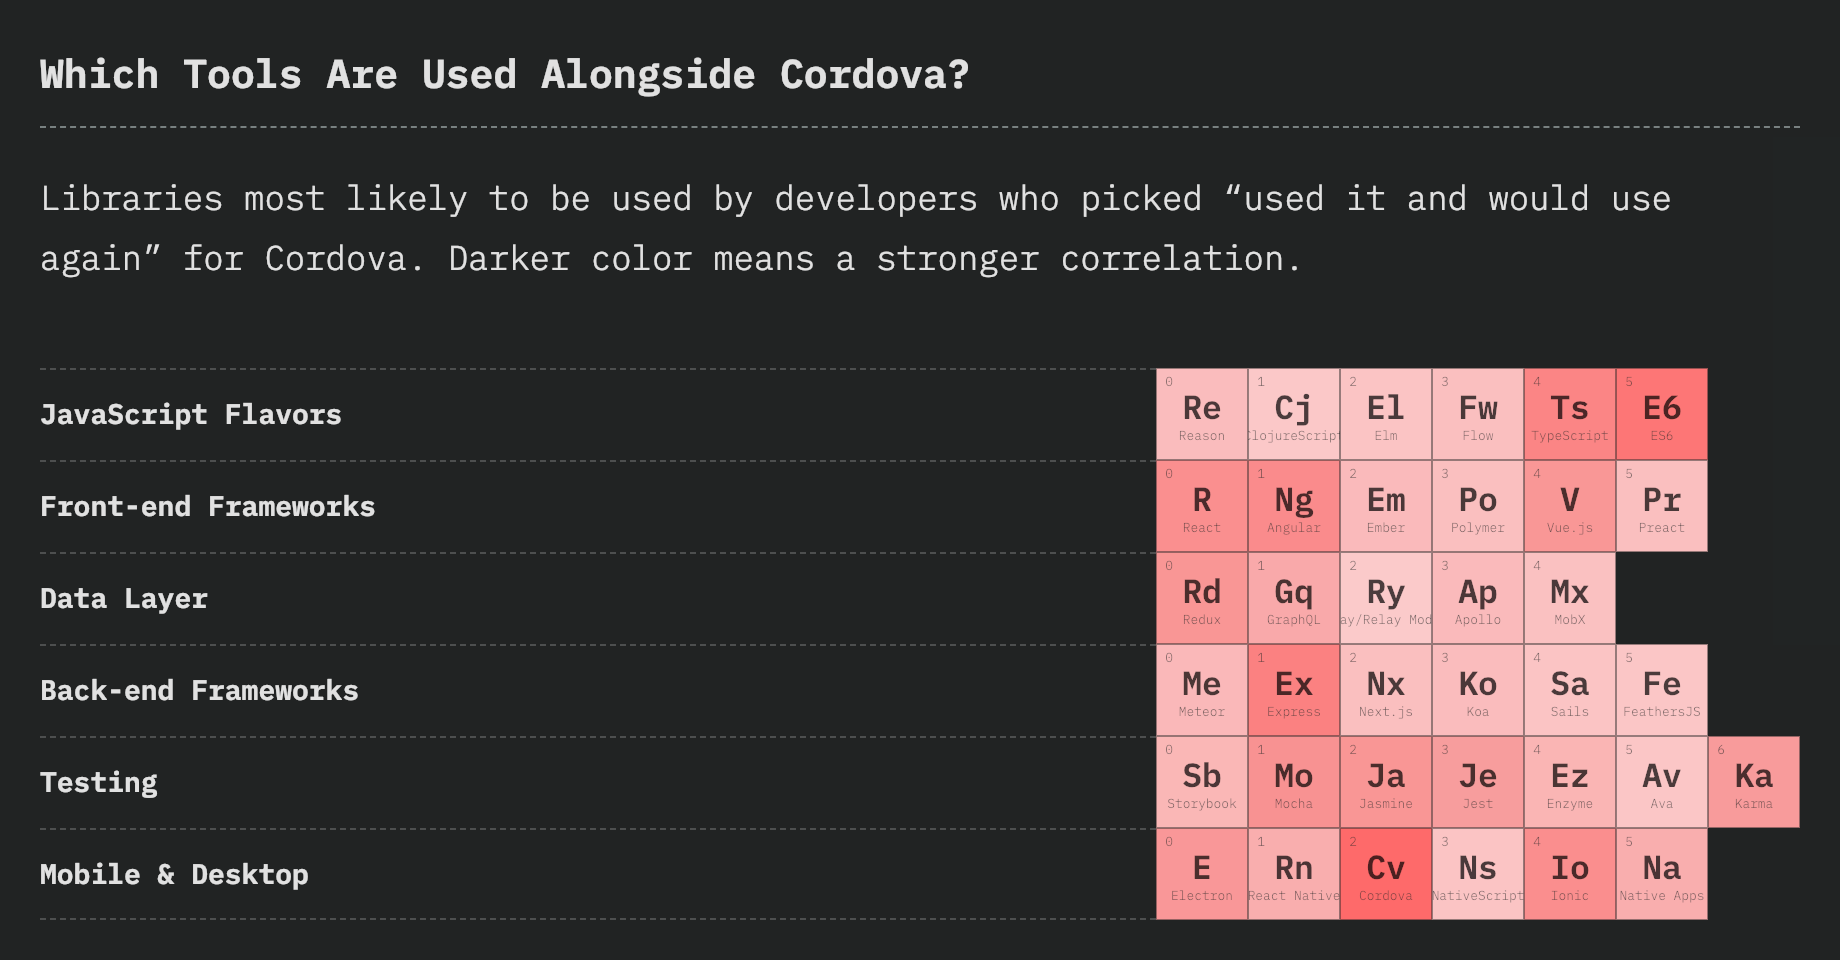 Which Tools Are Used Alongside Cordova?
Libraries most likely to be used by developers who picked “used it and would use
again” for Cordova. Darker color means a stronger correlation.
JavaScript Flavors
0 1 2 3 4 5
Re Cj El Fw Ts E6
Reason ClojureScript Elm Flow TypeScript ES6
Front-end Frameworks
0 1 2 3 4 5
R Ng Em Po V Pr
React Angular Ember Polymer Vue.js Preact
Data Layer
0 1 2 3 4
Rd Gq Ry Ap Mx
Redux GraphQL ay/Relay Mod Apollo MobX
Back-end Frameworks
0 1 2 3 4 5
Me Ex Nx Ko Sa Fe
Meteor Express Next.js Koa Sails FeathersJS
Testing
0 1 2 3 4 5 6
Sb Mo Ja Je Ez Av Ka
Storybook Mocha Jasmine Jest Enzyme Ava Karma
Mobile & Desktop
0 1 2 3 4 5
E Rn Cv Ns Io Na
Electron React Native Cordova NativeScript Ionic Native Apps